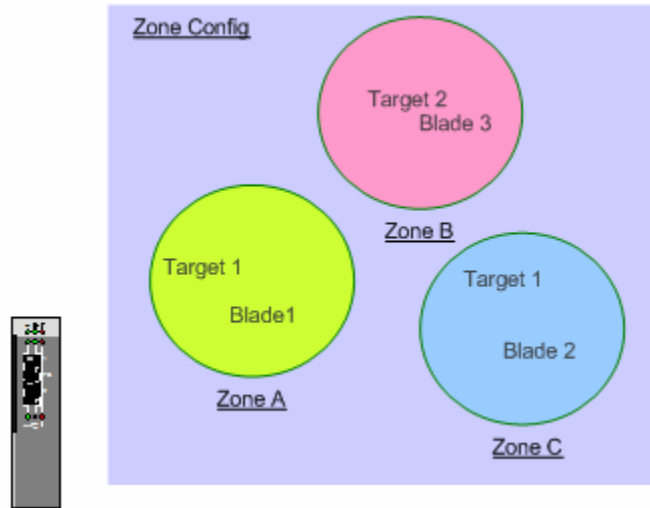 Zone Config
Target 2
Blade 3
Zone B
Target 1
Blade1
Zone A
Target 1
Blade 2
Zone C